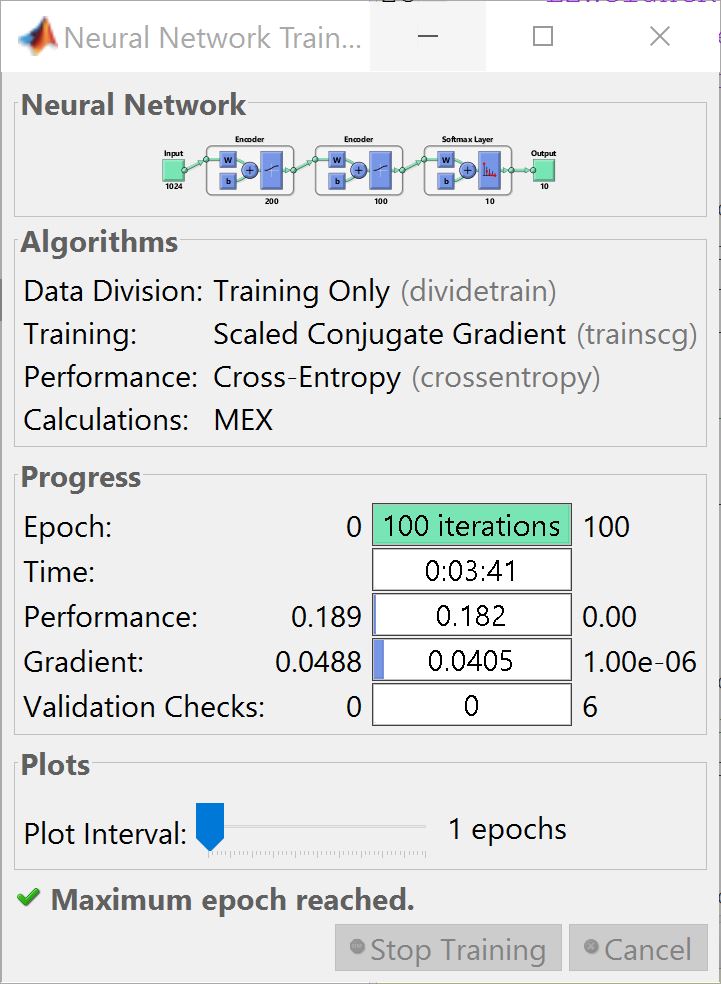 Neural Network Train...
Neural Network
Encoder Encoder Softmax Layer
Input Output
W W W
+ + +
b b b
1024 10
200 100 10
Algorithms
Data Division: Training Only (dividetrain)
Training: Scaled Conjugate Gradient (trainscg)
Performance: Cross-Entropy (crossentropy)
Calculations: MEX
Progress
Epoch: 0 100 iterations 100
Time: 0:03:41
Performance: 0.189 0.182 0.00
Gradient: 0.0488 0.0405 1.00e-06
Validation Checks: 0 0 6
Plots
Plot Interval: 1 epochs
Maximum epoch reached.
Stop Training Cancel